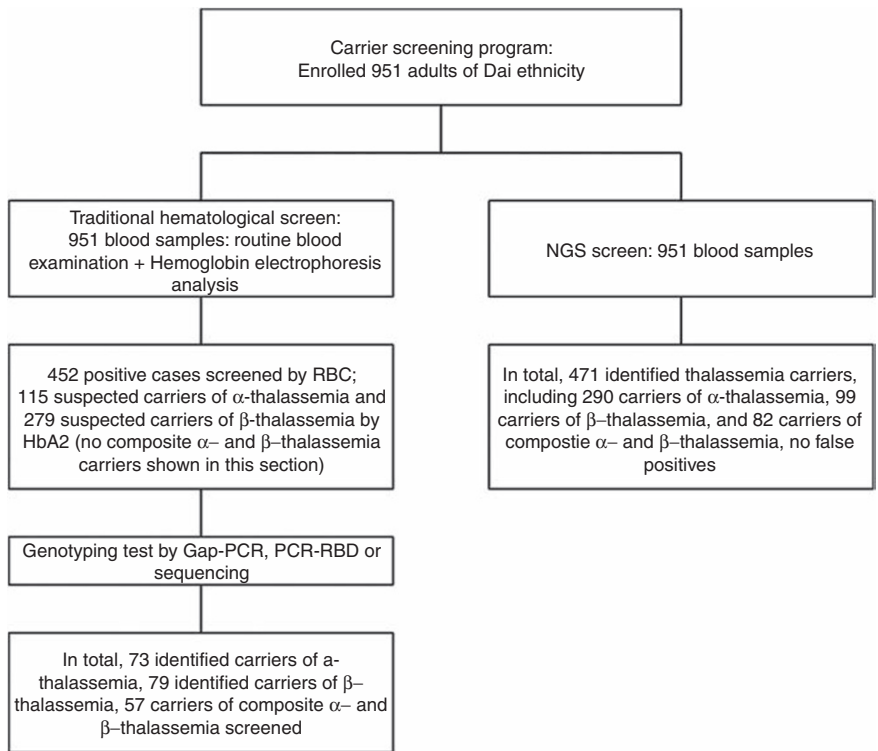 Carrier screening program:
Enrolled 951 adults of Dai ethnicity
Traditional hematological screen:
951 blood samples: routine blood
examination + Hemoglobin electrophoresis
analysis
NGS screen: 951 blood samples
452 positive cases screened by RBC;
115 suspected carriers of α-thalassemia and
279 suspected carriers of β-thalassemia by
HbA2 (no composite α– and β–thalassemia
carriers shown in this section)
In total, 471 identified thalassemia carriers,
including 290 carriers of α-thalassemia, 99
carriers of β–thalassemia, and 82 carriers of
compostie α– and β–thalassemia, no false
positives
Genotyping test by Gap-PCR, PCR-RBD or
sequencing
In total, 73 identified carriers of a-
thalassemia, 79 identified carriers of β–
thalassemia, 57 carriers of composite α– and
β–thalassemia screened